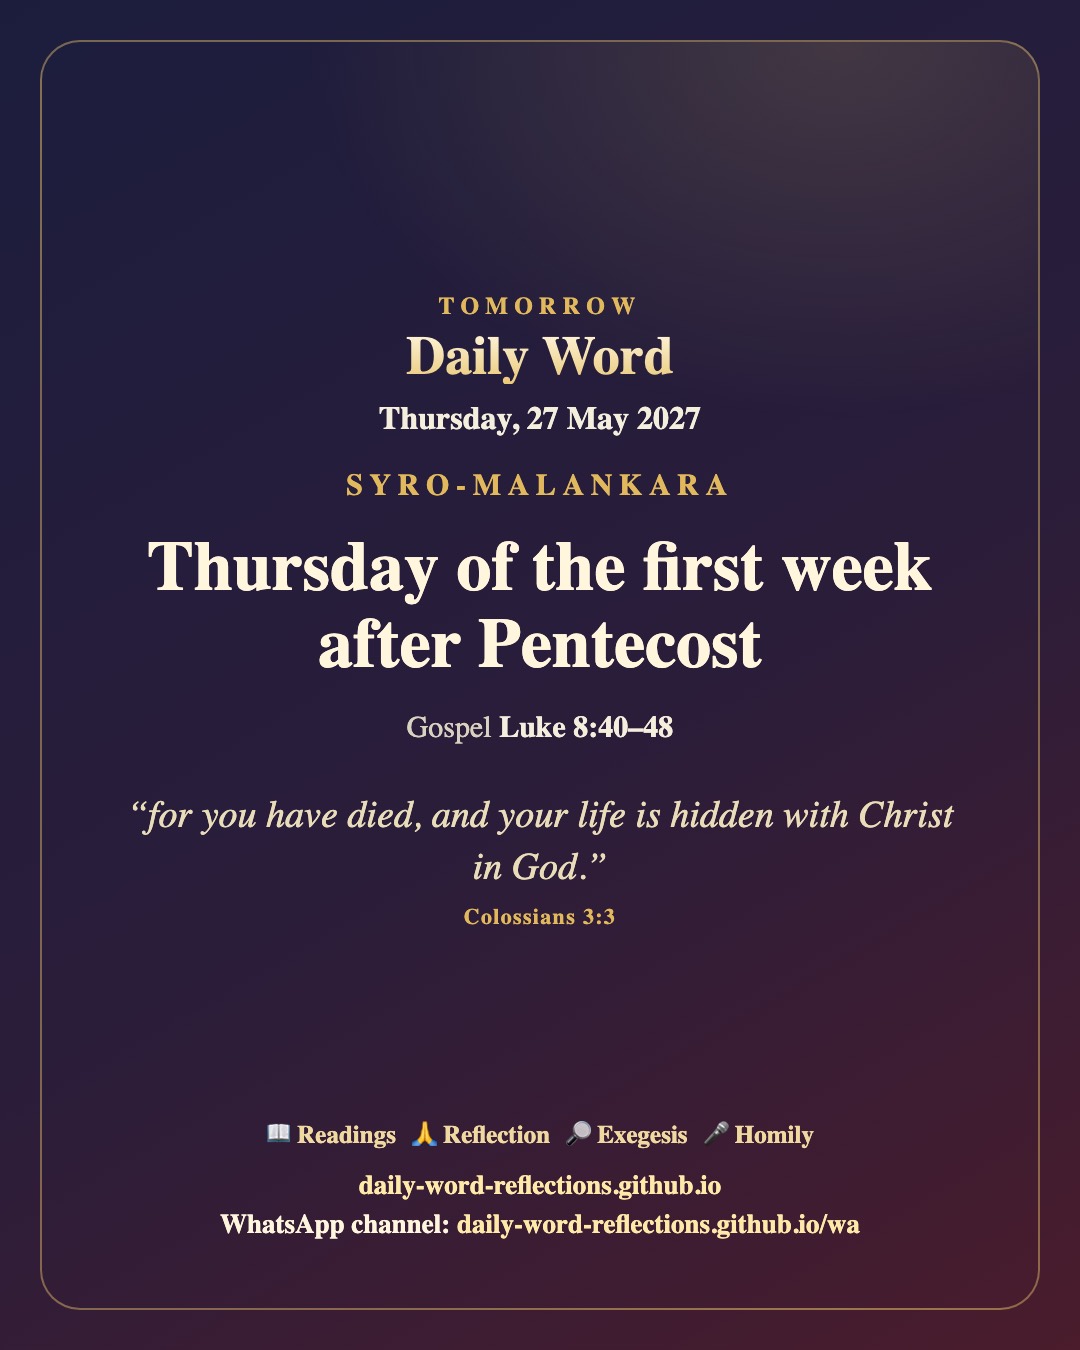 TOMORROW
Daily Word
Thursday, 27 May 2027
SYRO-MALANKARA
Thursday of the first week
after Pentecost
Gospel Luke 8:40–48
“for you have died, and your life is hidden with Christ
in God.”
Colossians 3:3
📖 Readings 🙏 Reflection 🔎 Exegesis 🎤 Homily
daily-word-reflections.github.io
WhatsApp channel: daily-word-reflections.github.io/wa